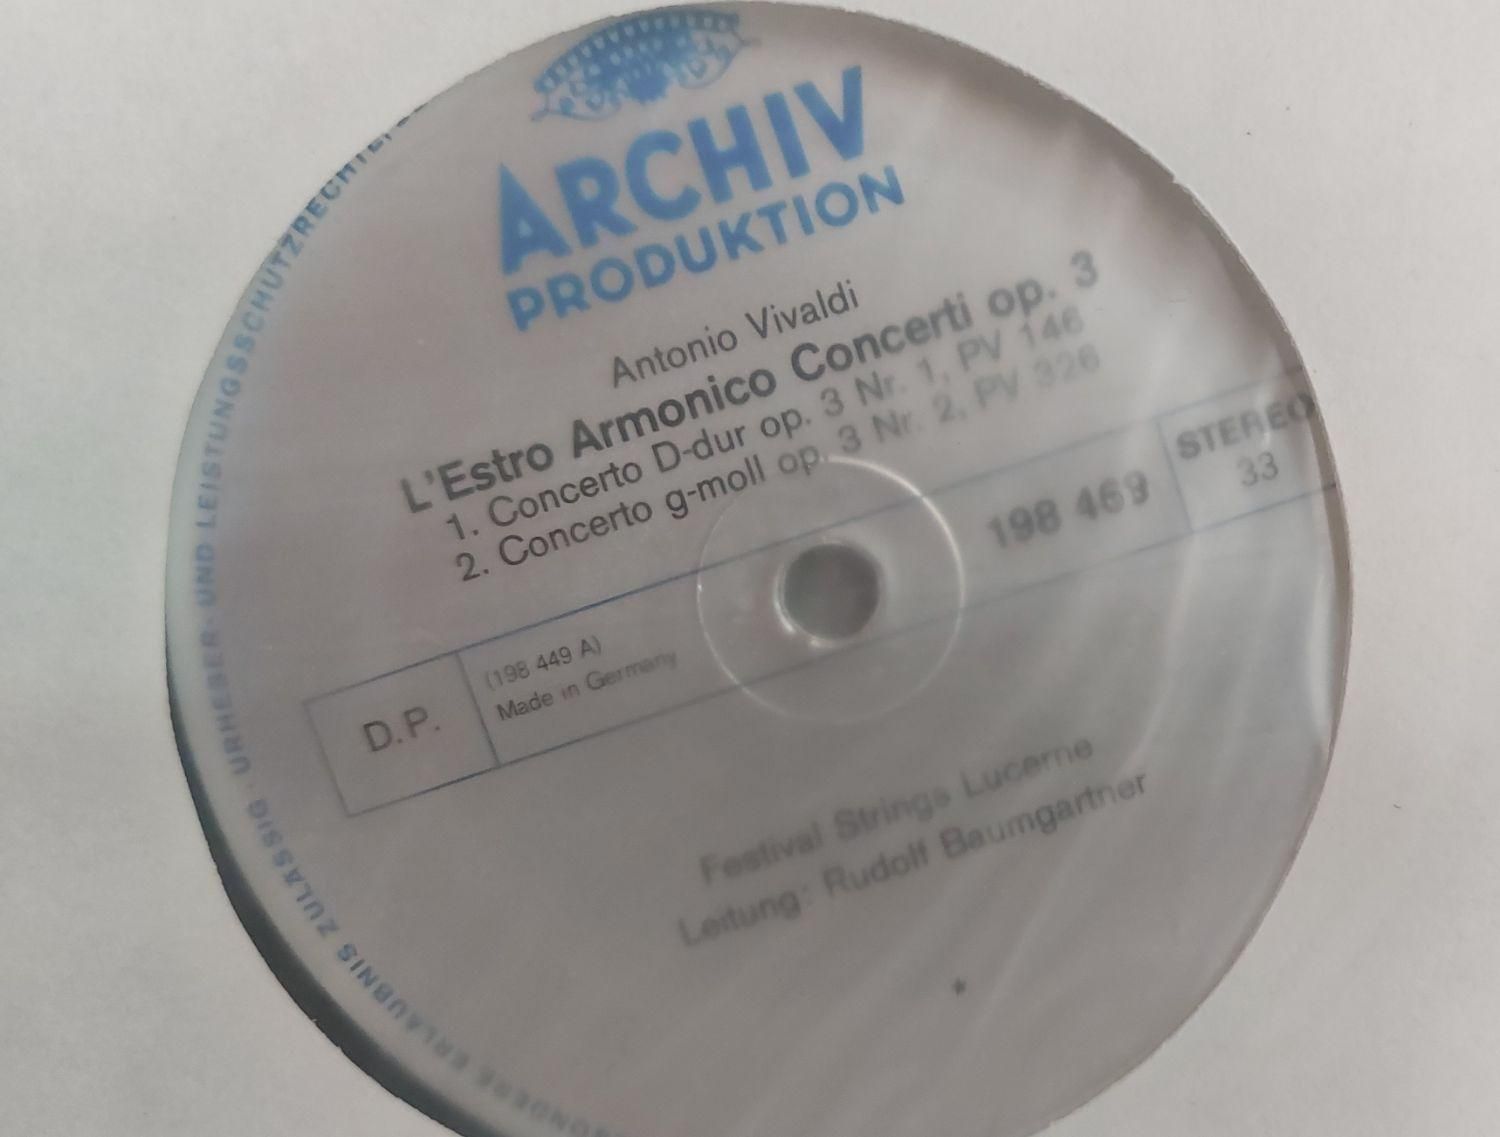 ARCHIV
PRODUKTION
Antonio Vivaldi
L'Estro Armonico Concerti op. 3
1. Concerto D-dur op. 3 Nr. 1, PV 146
2. Concerto g-moll op. 3 Nr. 2, PV 326
STEREO
33
198 469
(198 449 A)
Made in Germany
D.P.
Festival Strings Lucerne
Leitung: Rudolf Baumgartner
*
ERLAUBNIS ZULÄSSIG · URHEBER- UND LEISTUNGSSCHUTZRECHTE